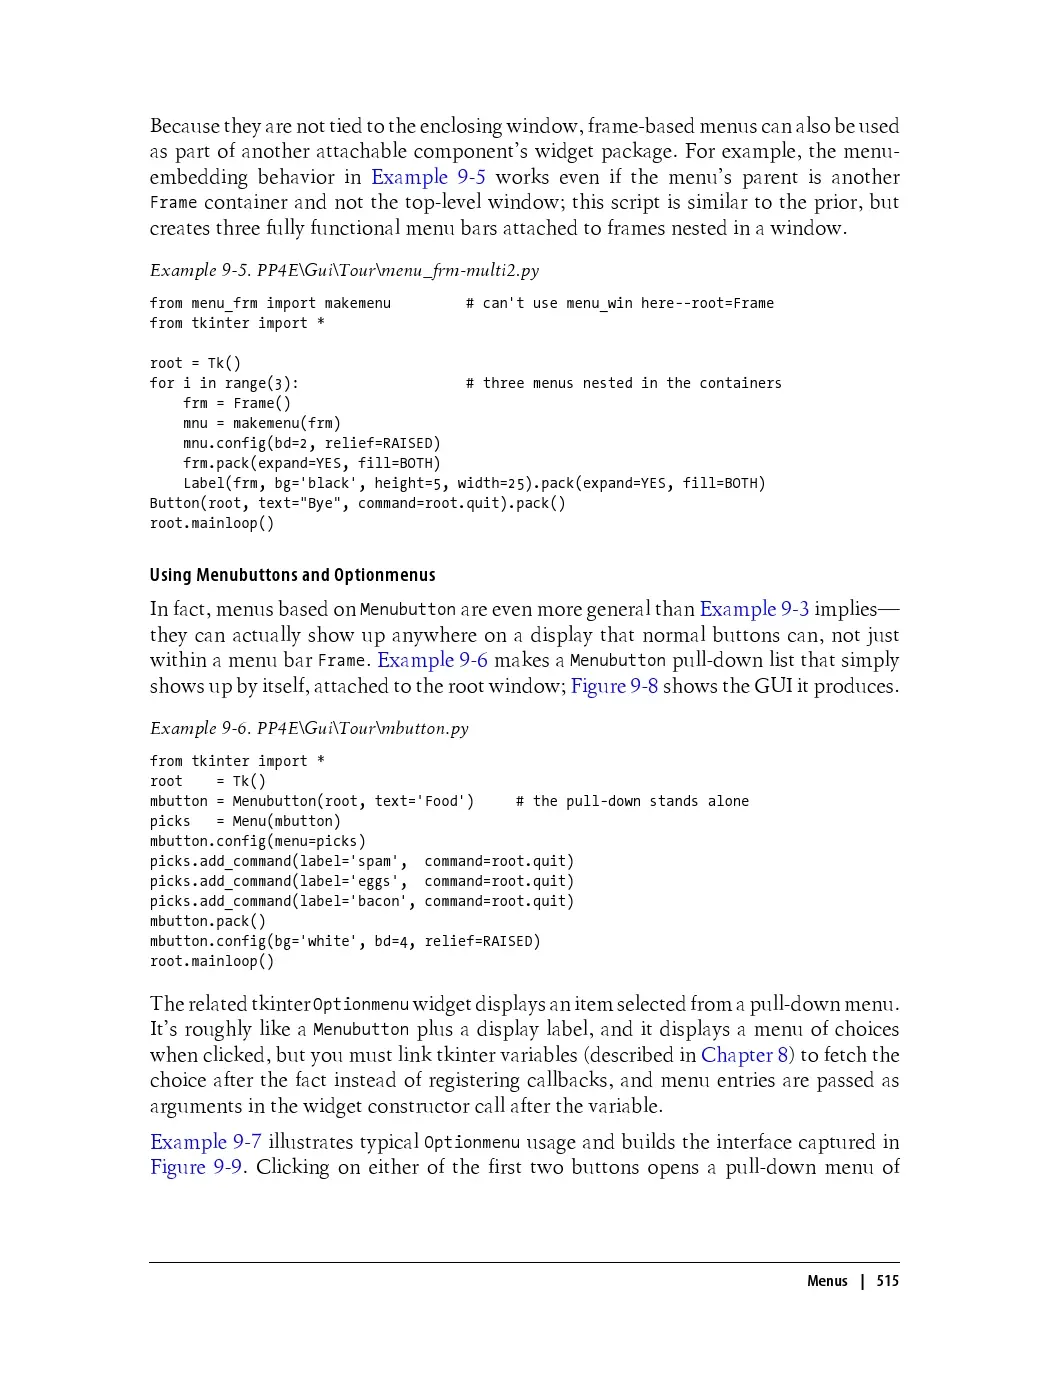 Because they are not tied to the enclosing window, frame-based menus can also be used
as part of another attachable component's widget package. For example, the menu-
embedding behavior in Example 9-5 works even if the menu's parent is another
Frame container and not the top-level window; this script is similar to the prior, but
creates three fully functional menu bars attached to frames nested in a window.
Example 9-5. PP4E\Gui\Tour\menu_frm-multi2.py
from menu_frm import makemenu         # can't use menu_win here--root=Frame
from tkinter import *
root = Tk()
for i in range(3):                    # three menus nested in the containers
    frm = Frame()
    mnu = makemenu(frm)
    mnu.config(bd=2, relief=RAISED)
    frm.pack(expand=YES, fill=BOTH)
    Label(frm, bg='black', height=5, width=25).pack(expand=YES, fill=BOTH)
Button(root, text="Bye", command=root.quit).pack()
root.mainloop()
Using Menubuttons and Optionmenus
In fact, menus based on Menubutton are even more general than Example 9-3 implies—
they can actually show up anywhere on a display that normal buttons can, not just
within a menu bar Frame. Example 9-6 makes a Menubutton pull-down list that simply
shows up by itself, attached to the root window; Figure 9-8 shows the GUI it produces.
Example 9-6. PP4E\Gui\Tour\mbutton.py
from tkinter import *
root    = Tk()
mbutton = Menubutton(root, text='Food')     # the pull-down stands alone
picks   = Menu(mbutton)
mbutton.config(menu=picks)
picks.add_command(label='spam',  command=root.quit)
picks.add_command(label='eggs',  command=root.quit)
picks.add_command(label='bacon', command=root.quit)
mbutton.pack()
mbutton.config(bg='white', bd=4, relief=RAISED)
root.mainloop()
The related tkinter Optionmenu widget displays an item selected from a pull-down menu.
It's roughly like a Menubutton plus a display label, and it displays a menu of choices
when clicked, but you must link tkinter variables (described in Chapter 8) to fetch the
choice after the fact instead of registering callbacks, and menu entries are passed as
arguments in the widget constructor call after the variable.
Example 9-7 illustrates typical Optionmenu usage and builds the interface captured in
Figure 9-9. Clicking on either of the first two buttons opens a pull-down menu of
Menus | 515